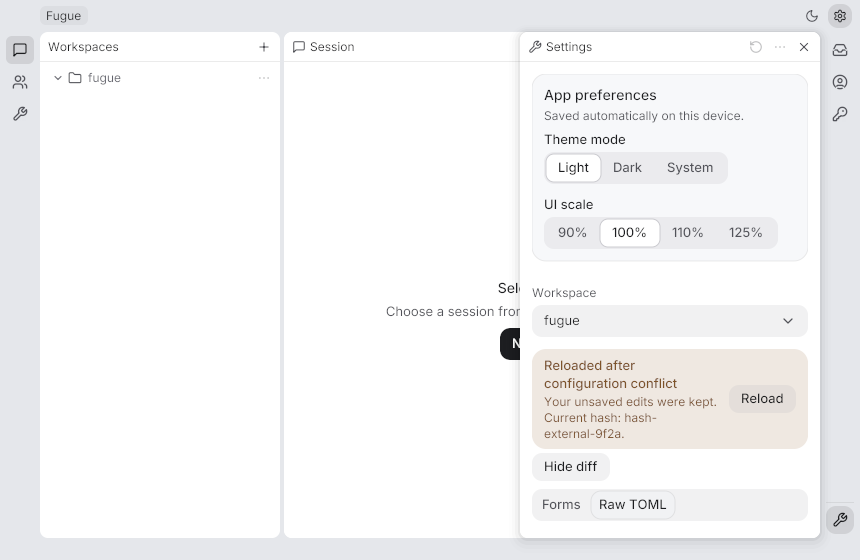 Fugue
Workspaces
fugue
Session
Choose a session from
Settings
App preferences
Saved automatically on this device.
Theme mode
Light Dark System
UI scale
90% 100% 110% 125%
Workspace
fugue
Reloaded after
configuration conflict
Your unsaved edits were kept.
Current hash: hash-
external-9f2a.
Reload
Hide diff
Forms Raw TOML